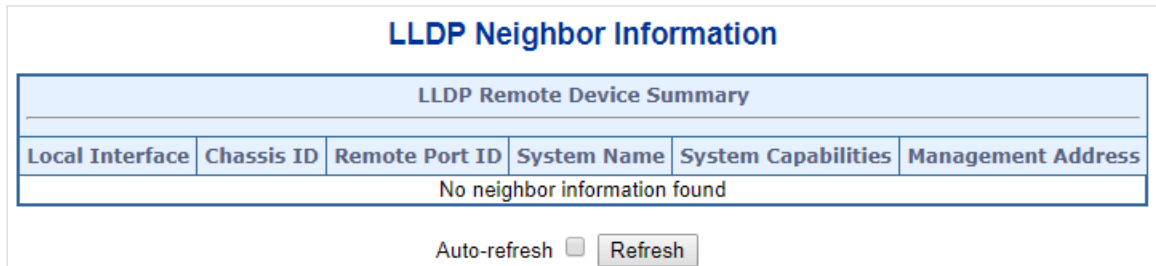 LLDP Neighbor Information
LLDP Remote Device Summary
Local Interface Chassis ID Remote Port ID System Name System Capabilities Management Address
No neighbor information found
Auto-refresh Refresh